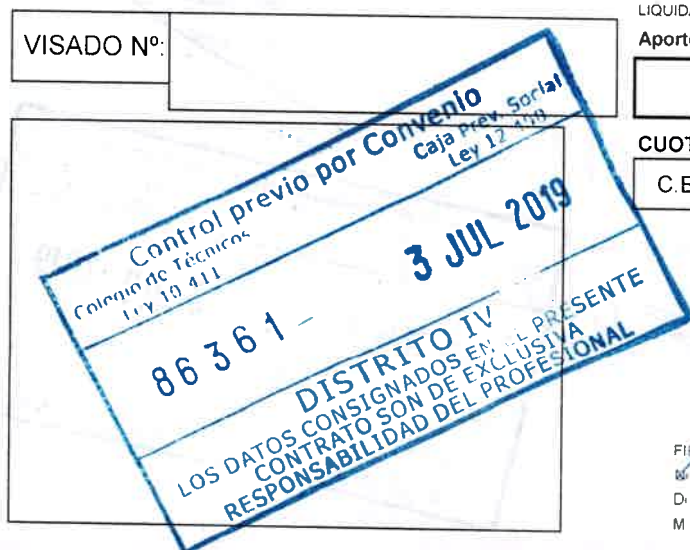 VISADO Nº:
LIQUID
Aport
CUOT
C.E
Control previo por Convenio
Colegio de Técnicos
Ley 10 411
Caja Prev. Social
Ley 12 490
86361-
3 JUL 2019
DISTRITO IV
LOS DATOS CONSIGNADOS EN EL PRESENTE
CONTRATO SON DE EXCLUSIVA
RESPONSABILIDAD DEL PROFESIONAL
FI
D
M